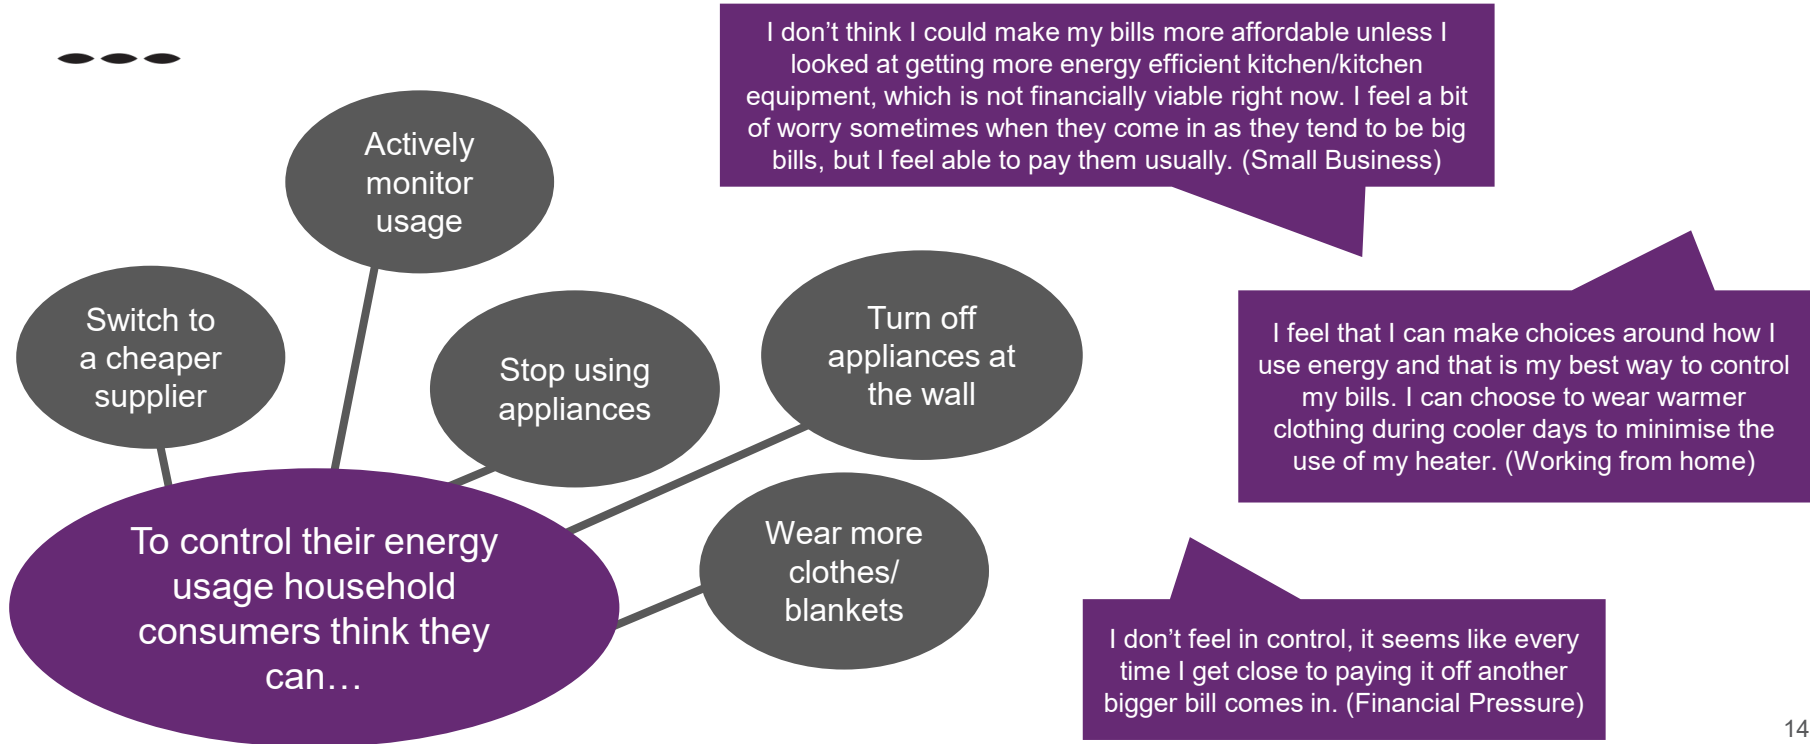 Actively
monitor
usage
Switch to
a cheaper
supplier
Stop using
appliances
Turn off
appliances at
the wall
Wear more
clothes/
blankets
To control their energy
usage household
consumers think they
can…
I don’t think I could make my bills more affordable unless I
looked at getting more energy efficient kitchen/kitchen
equipment, which is not financially viable right now. I feel a bit
of worry sometimes when they come in as they tend to be big
bills, but I feel able to pay them usually. (Small Business)
I feel that I can make choices around how I
use energy and that is my best way to control
my bills. I can choose to wear warmer
clothing during cooler days to minimise the
use of my heater. (Working from home)
I don’t feel in control, it seems like every
time I get close to paying it off another
bigger bill comes in. (Financial Pressure)
14